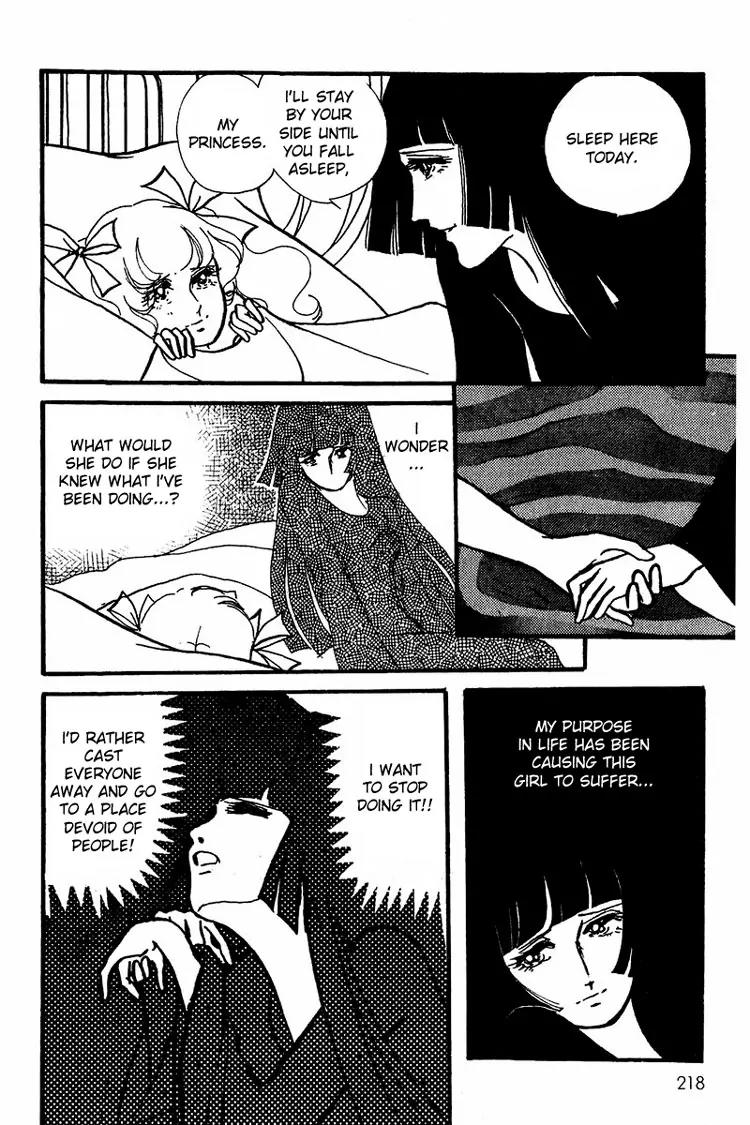 SLEEP HERE
TODAY.
I'LL STAY
BY YOUR
SIDE UNTIL
YOU FALL
ASLEEP,
MY
PRINCESS.
I
WONDER
...
WHAT WOULD
SHE DO IF SHE
KNEW WHAT I'VE
BEEN DOING...?
MY PURPOSE
IN LIFE HAS BEEN
CAUSING THIS
GIRL TO SUFFER...
I WANT
TO STOP
DOING IT!!
I'D RATHER
CAST
EVERYONE
AWAY AND GO
TO A PLACE
DEVOID OF
PEOPLE!
218